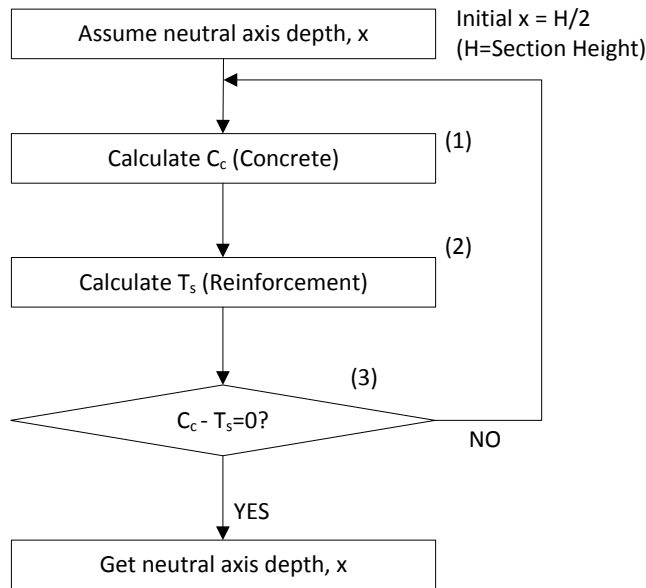 Assume neutral axis depth, x
Initial x = H/2
(H=Section Height)
(1)
Calculate Cc (Concrete)
(2)
Calculate Ts (Reinforcement)
(3)
Cc - Ts=0?
NO
YES
Get neutral axis depth, x